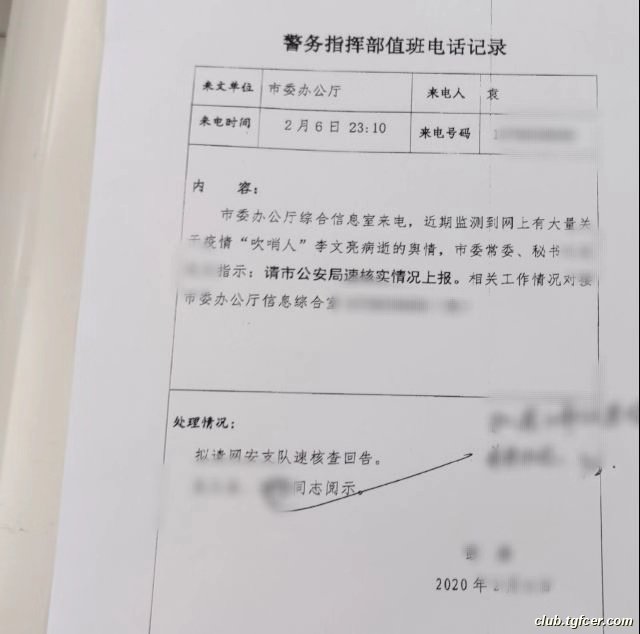 警务指挥部值班电话记录
来文单位 市委办公厅 来电人 袁
来电时间 2月6日 23:10 来电号码
内 容：
市委办公厅综合信息室来电，近期监测到网上有大量关
于疫情“吹哨人”李文亮病逝的舆情，市委常委、秘书
指示：请市公安局速核实情况上报。相关工作情况对接
市委办公厅信息综合室
处理情况：
拟请网安支队速核查回告。
同志阅示。
2020年
club.tgfcer.com